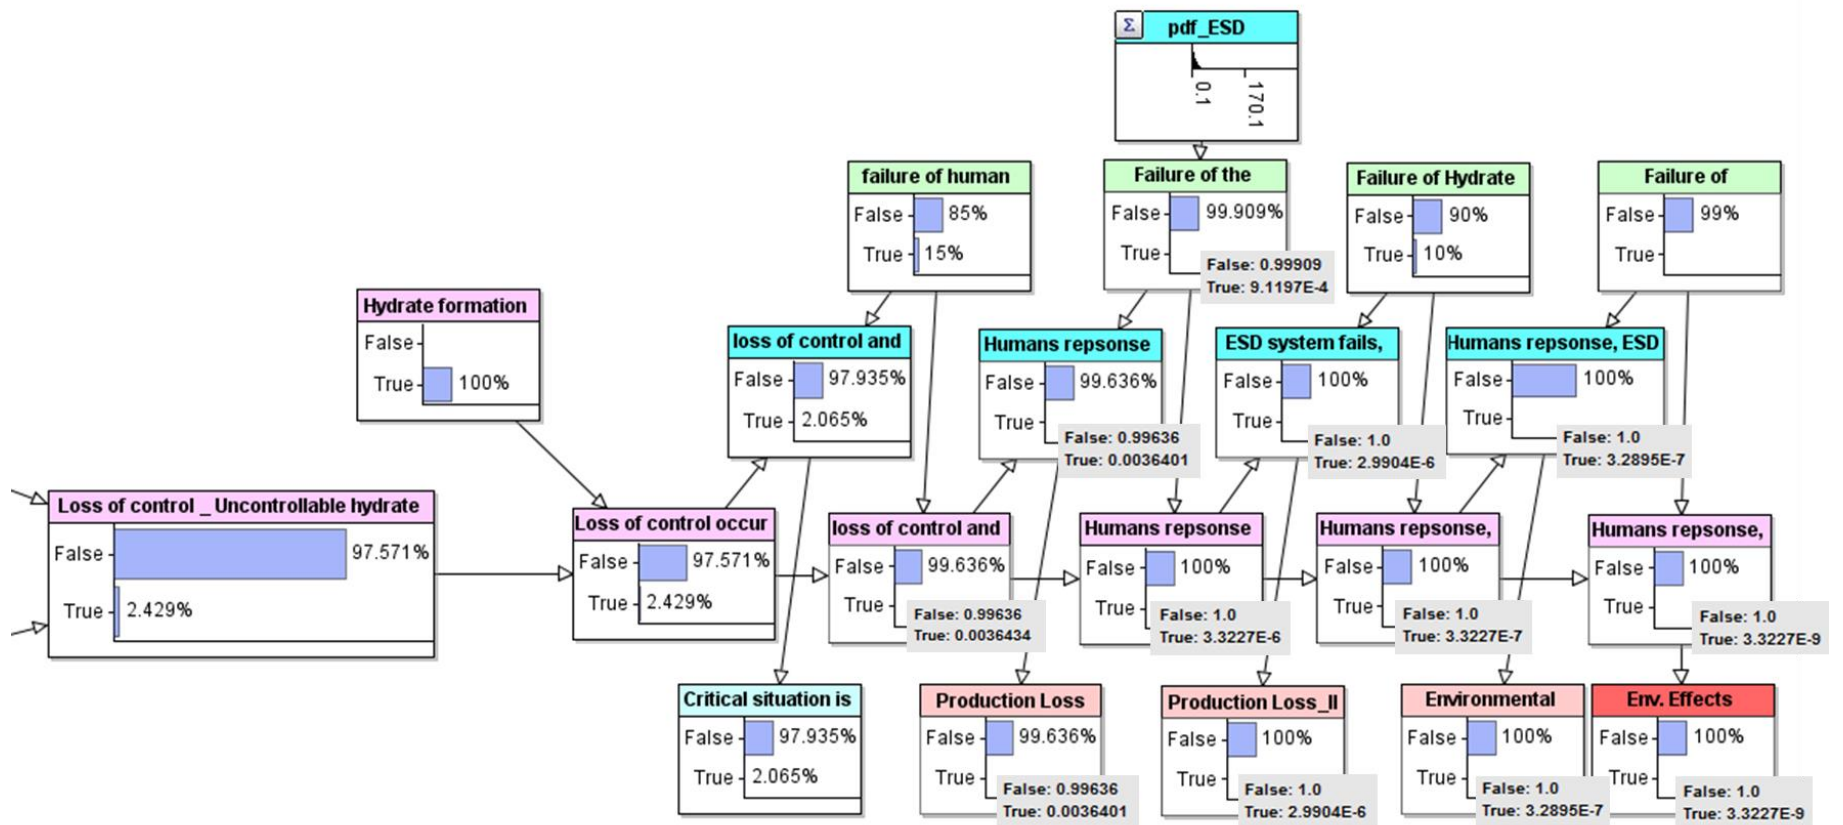 Σ pdf_ESD
0.1
170.1
failure of human
False 85%
True 15%
Failure of the
False 99.909%
True
False: 0.99909
True: 9.1197E-4
Failure of Hydrate
False 90%
True 10%
Failure of
False 99%
True
Hydrate formation
False
True 100%
loss of control and
False 97.935%
True 2.065%
Humans repsonse
False 99.636%
True
False: 0.99636
True: 0.0036401
ESD system fails,
False 100%
True
False: 1.0
True: 2.9904E-6
Humans repsonse, ESD
False 100%
True
False: 1.0
True: 3.2895E-7
Loss of control _ Uncontrollable hydrate
False 97.571%
True 2.429%
Loss of control occur
False 97.571%
True 2.429%
loss of control and
False 99.636%
True
False: 0.99636
True: 0.0036434
Humans repsonse
False 100%
True
False: 1.0
True: 3.3227E-6
Humans repsonse,
False 100%
True
False: 1.0
True: 3.3227E-7
Humans repsonse,
False 100%
True
False: 1.0
True: 3.3227E-9
Critical situation is
False 97.935%
True 2.065%
Production Loss
False 99.636%
True
False: 0.99636
True: 0.0036401
Production Loss_II
False 100%
True
False: 1.0
True: 2.9904E-6
Environmental
False 100%
True
False: 1.0
True: 3.2895E-7
Env. Effects
False 100%
True
False: 1.0
True: 3.3227E-9